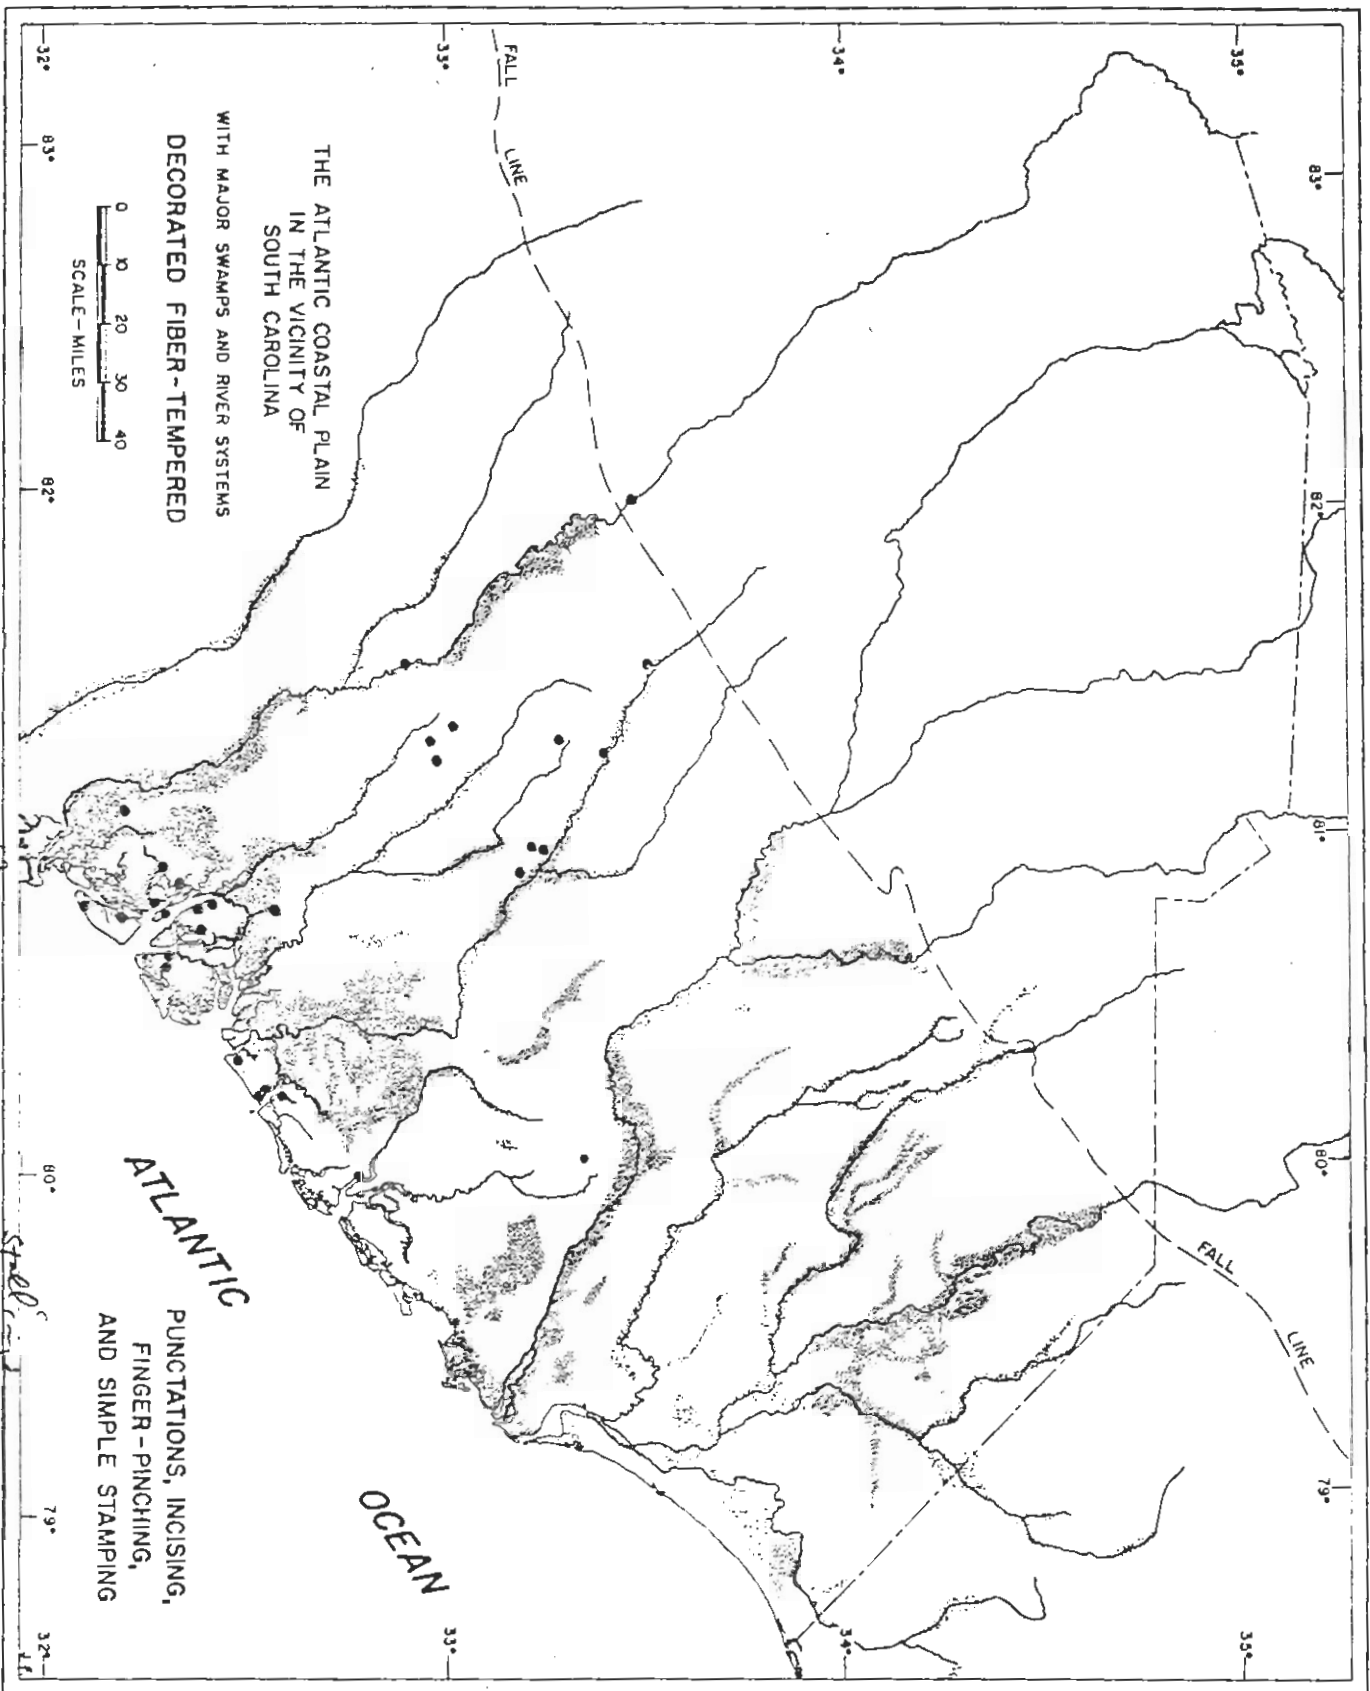 THE ATLANTIC COASTAL PLAIN
IN THE VICINITY OF
SOUTH CAROLINA
WITH MAJOR SWAMPS AND RIVER SYSTEMS
DECORATED FIBER-TEMPERED
0 10 20 30 40
SCALE-MILES
FALL
LINE
FALL
LINE
ATLANTIC
OCEAN
PUNCTATIONS, INCISING,
FINGER-PINCHING,
AND SIMPLE STAMPING
83°
82°
81°
80°
79°
35°
34°
33°
32°
83°
82°
80°
79°
35°
34°
33°
32°